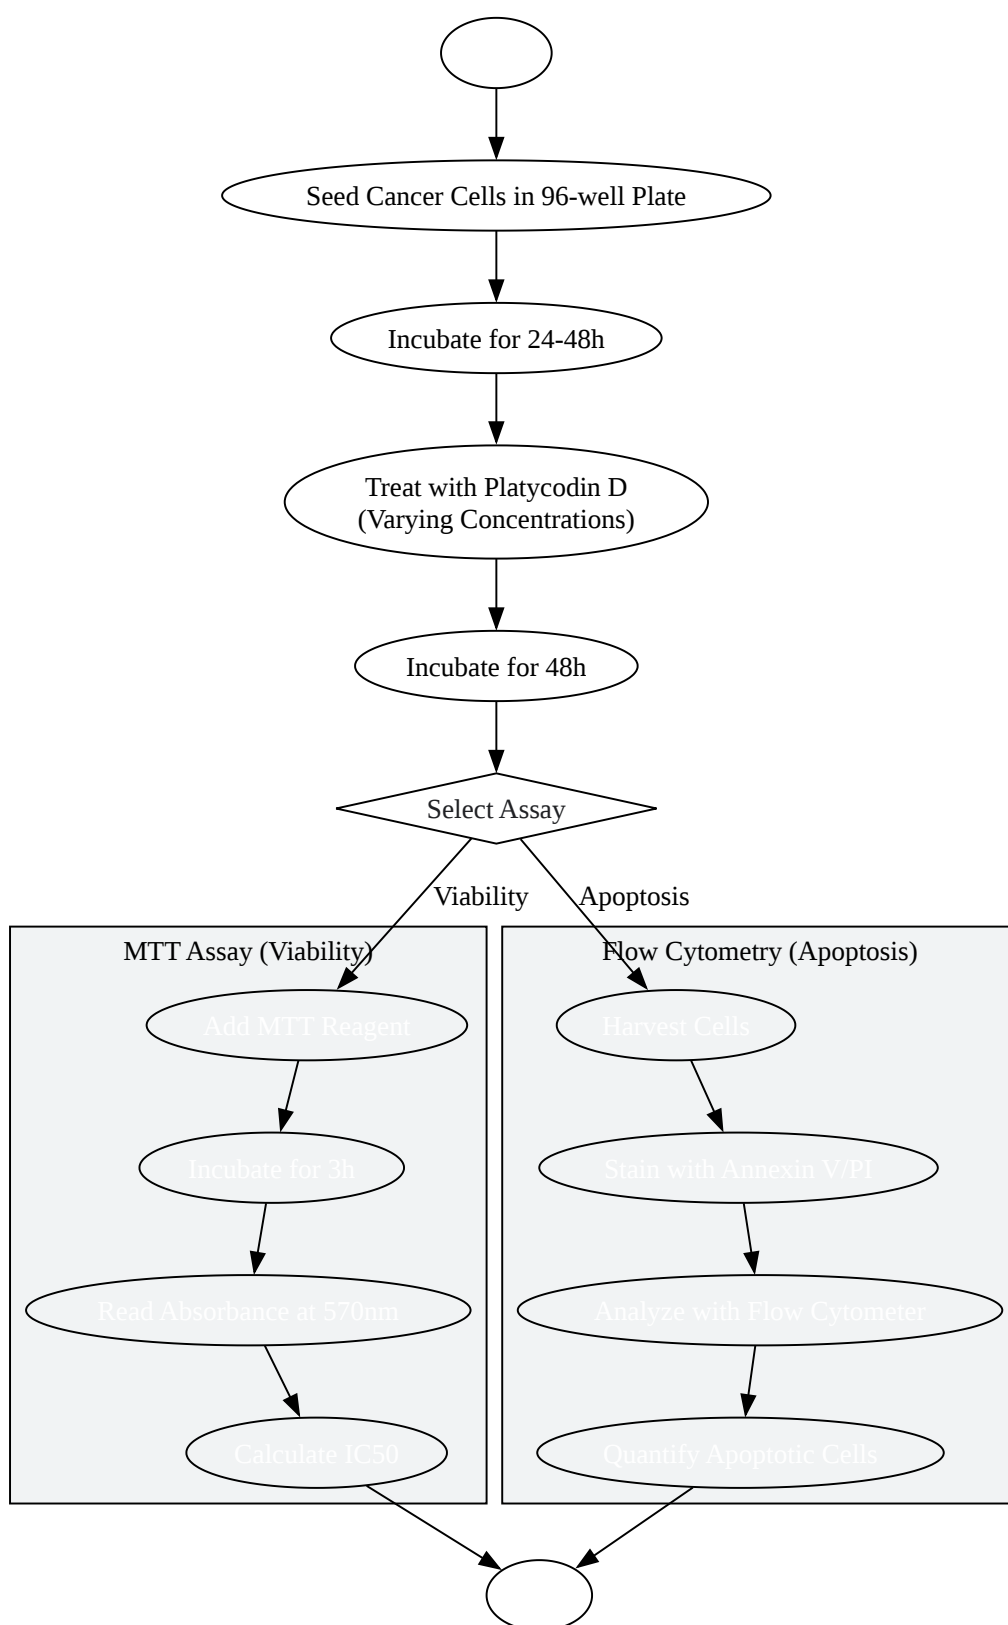 Seed Cancer Cells in 96-well Plate
Incubate for 24-48h
Treat with Platycodin D
(Varying Concentrations)
Incubate for 48h
Select Assay
Viability
Apoptosis
MTT Assay (Viability)
Add MTT Reagent
Incubate for 3h
Read Absorbance at 570nm
Calculate IC50
Flow Cytometry (Apoptosis)
Harvest Cells
Stain with Annexin V/PI
Analyze with Flow Cytometer
Quantify Apoptotic Cells